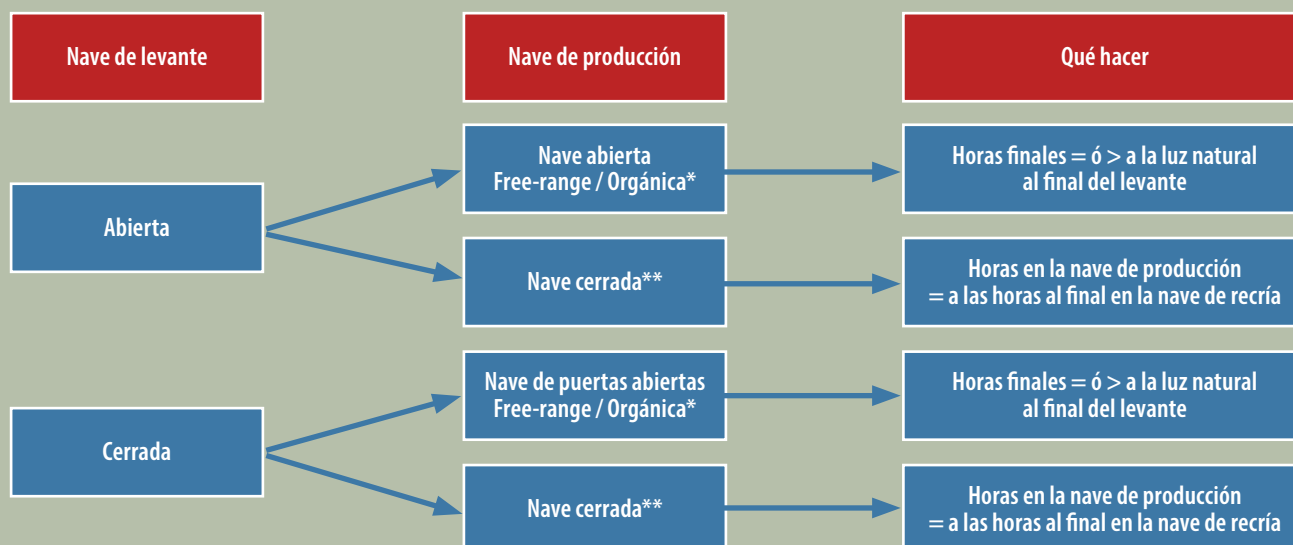 Nave de levante
Nave de producción
Qué hacer
Abierta
Nave abierta
Free-range / Orgánica*
Horas finales = ó > a la luz natural
al final del levante
Nave cerrada**
Horas en la nave de producción
= a las horas al final en la nave de recría
Cerrada
Nave de puertas abiertas
Free-range / Orgánica*
Horas finales = ó > a la luz natural
al final del levante
Nave cerrada**
Horas en la nave de producción
= a las horas al final en la nave de recría